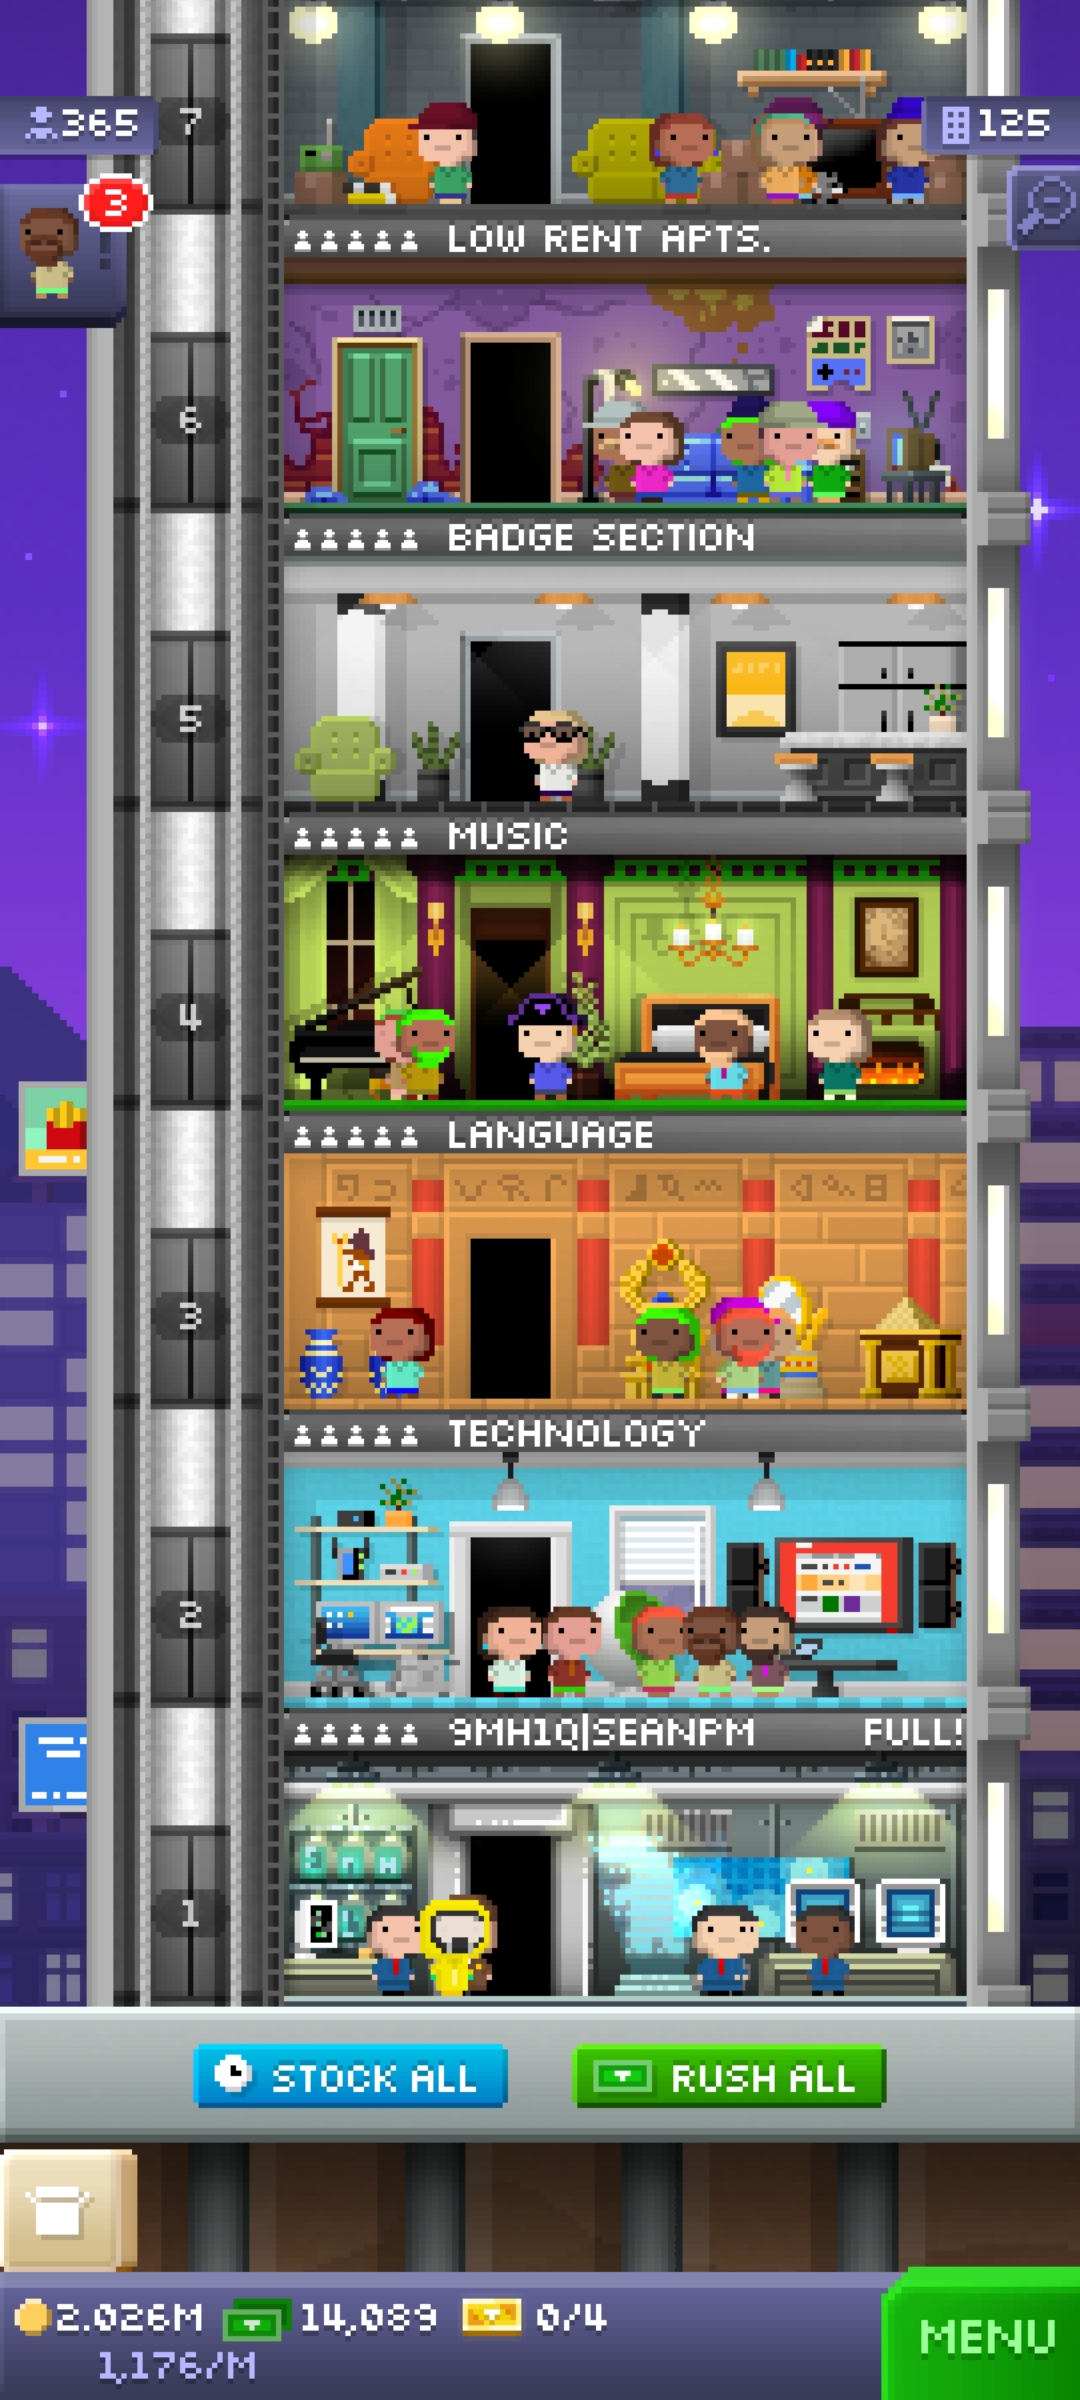 7
365
125
3
!
LOW RENT APTS.
6
BADGE SECTION
5
MUSIC
4
LANGUAGE
3
TECHNOLOGY
2
9MH1Q|SEANPM FULL!
1
STOCK ALL
RUSH ALL
2.026M 14,089 0/4
1,176/M
MENU